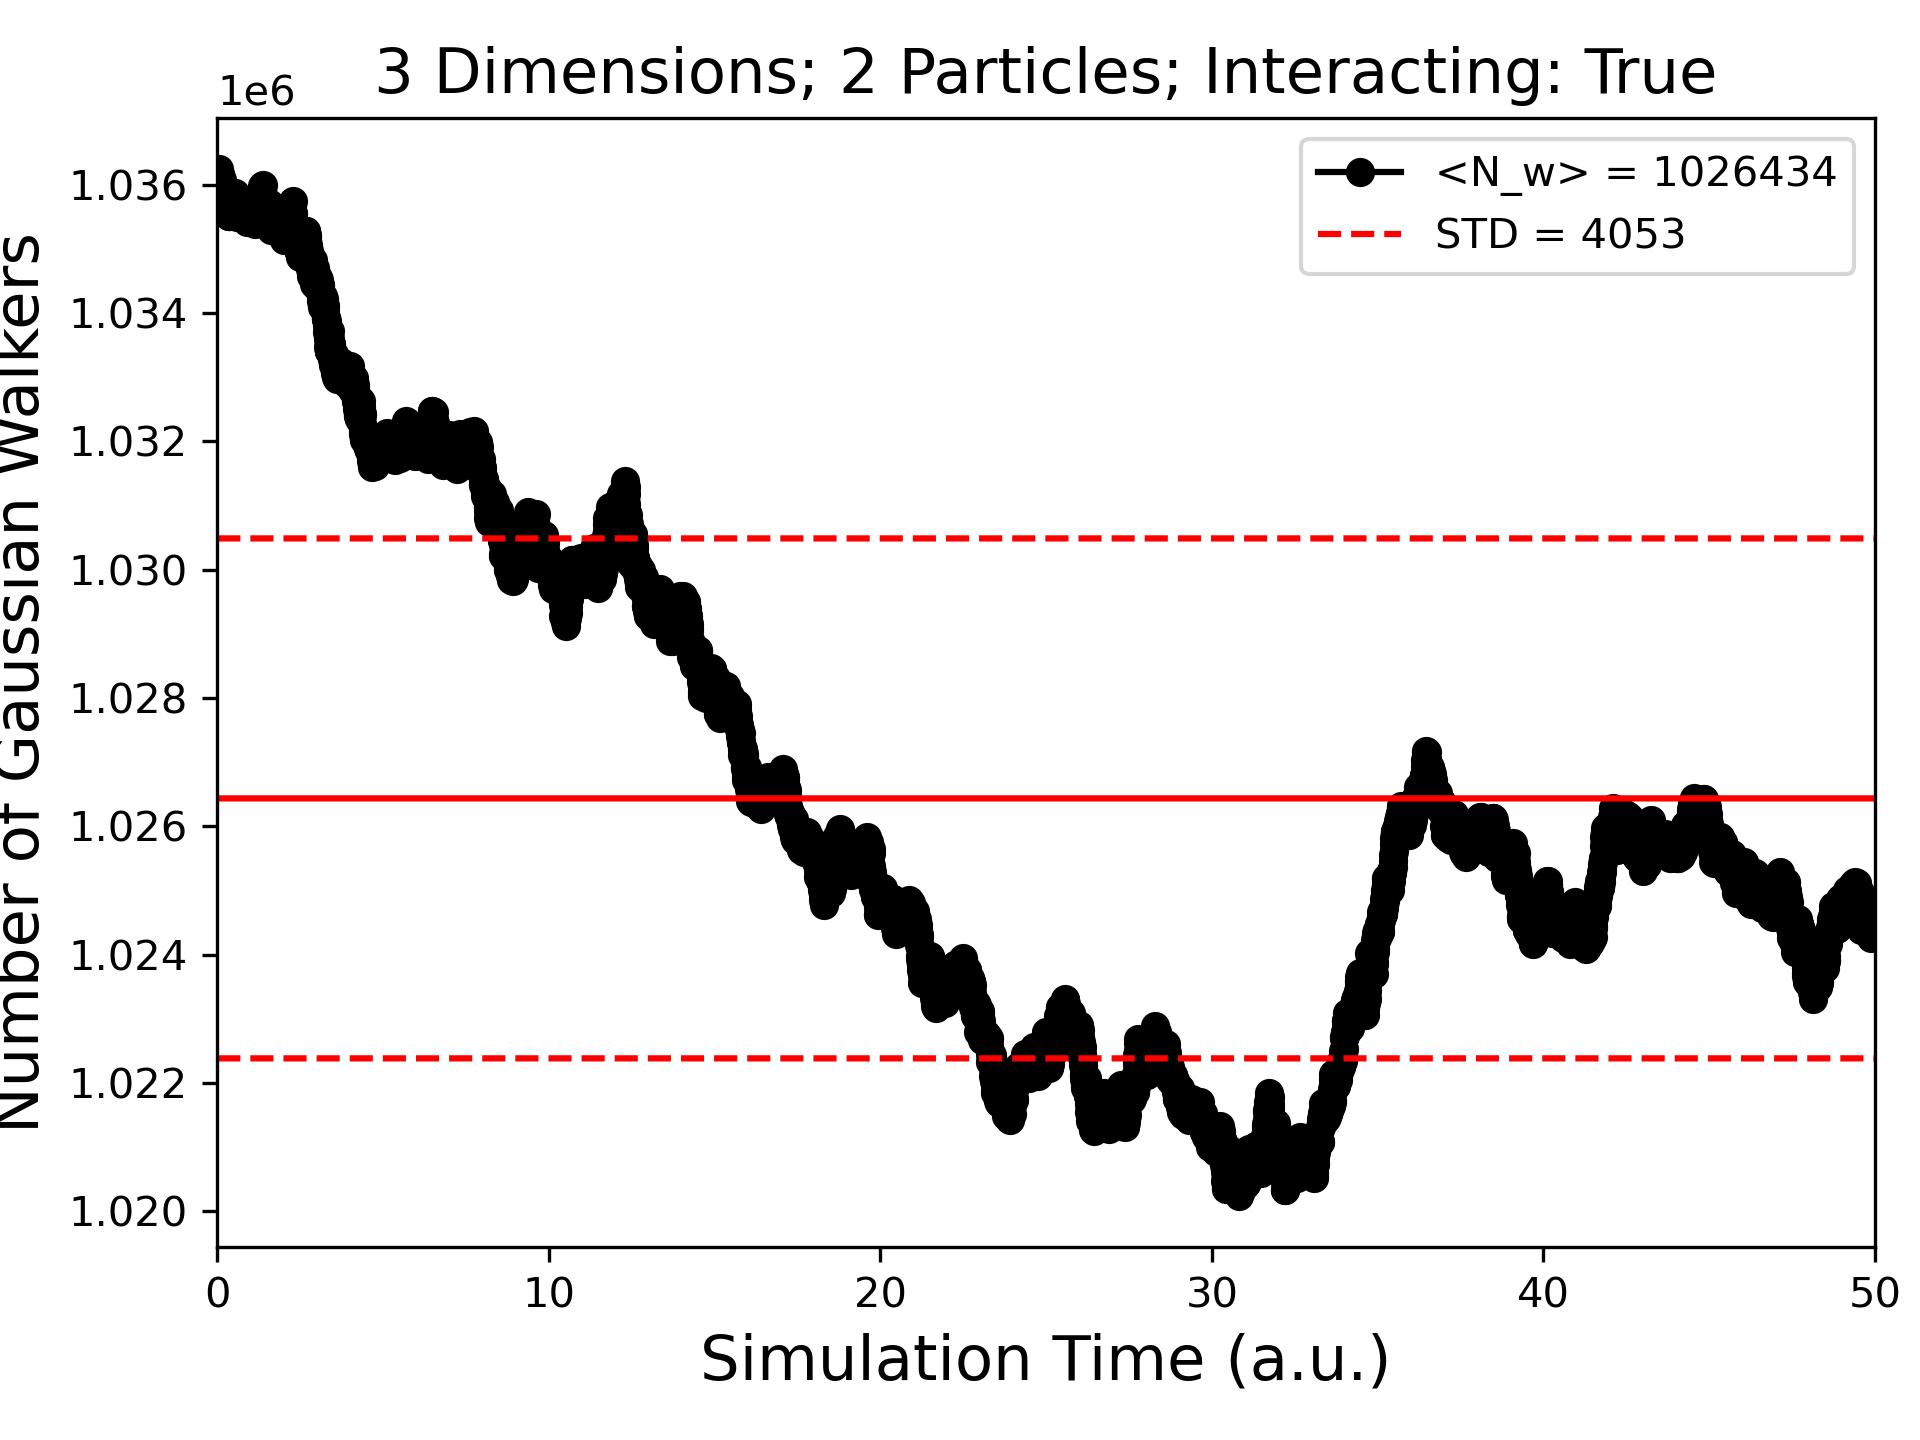 3 Dimensions; 2 Particles; Interacting: True
1e6
<N_w> = 1026434
STD = 4053
Number of Gaussian Walkers
1.036
1.034
1.032
1.030
1.028
1.026
1.024
1.022
1.020
0 10 20 30 40 50
Simulation Time (a.u.)